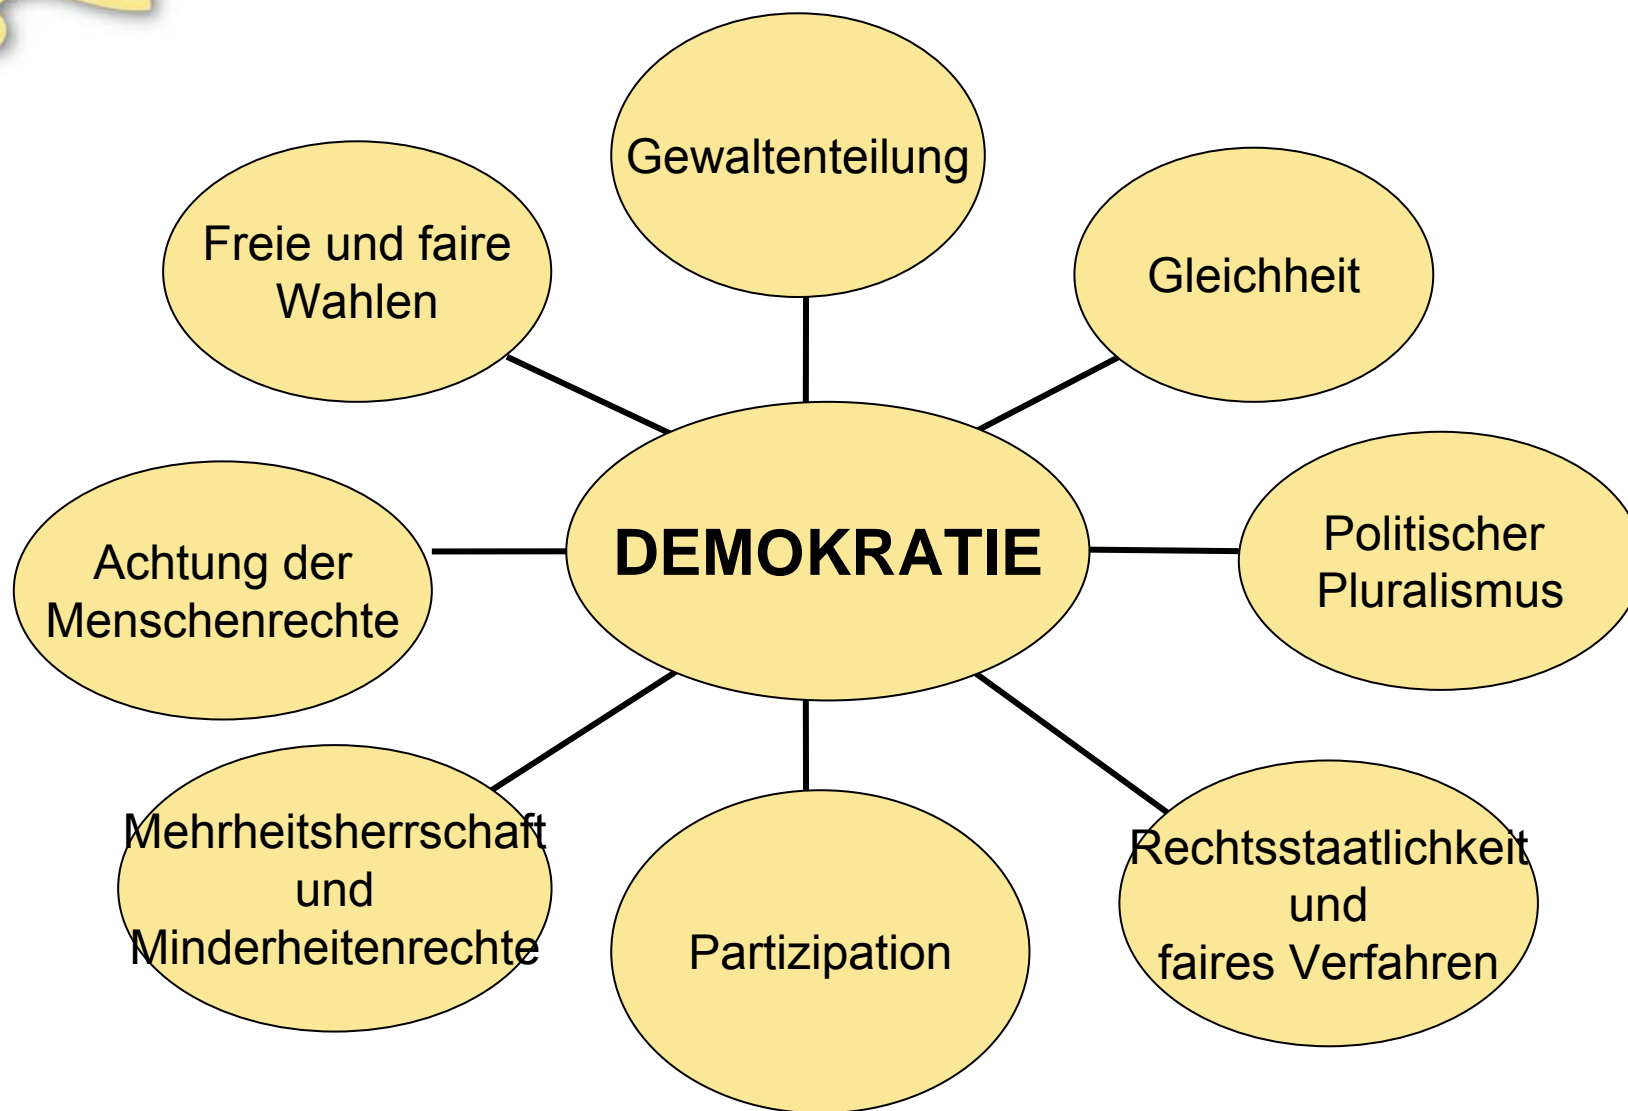 Gewaltenteilung
Freie und faire
Wahlen
Gleichheit
Achtung der
Menschenrechte
DEMOKRATIE
Politischer
Pluralismus
Mehrheitsherrschaft
und
Minderheitenrechte
Partizipation
Rechtsstaatlichkeit
und
faires Verfahren